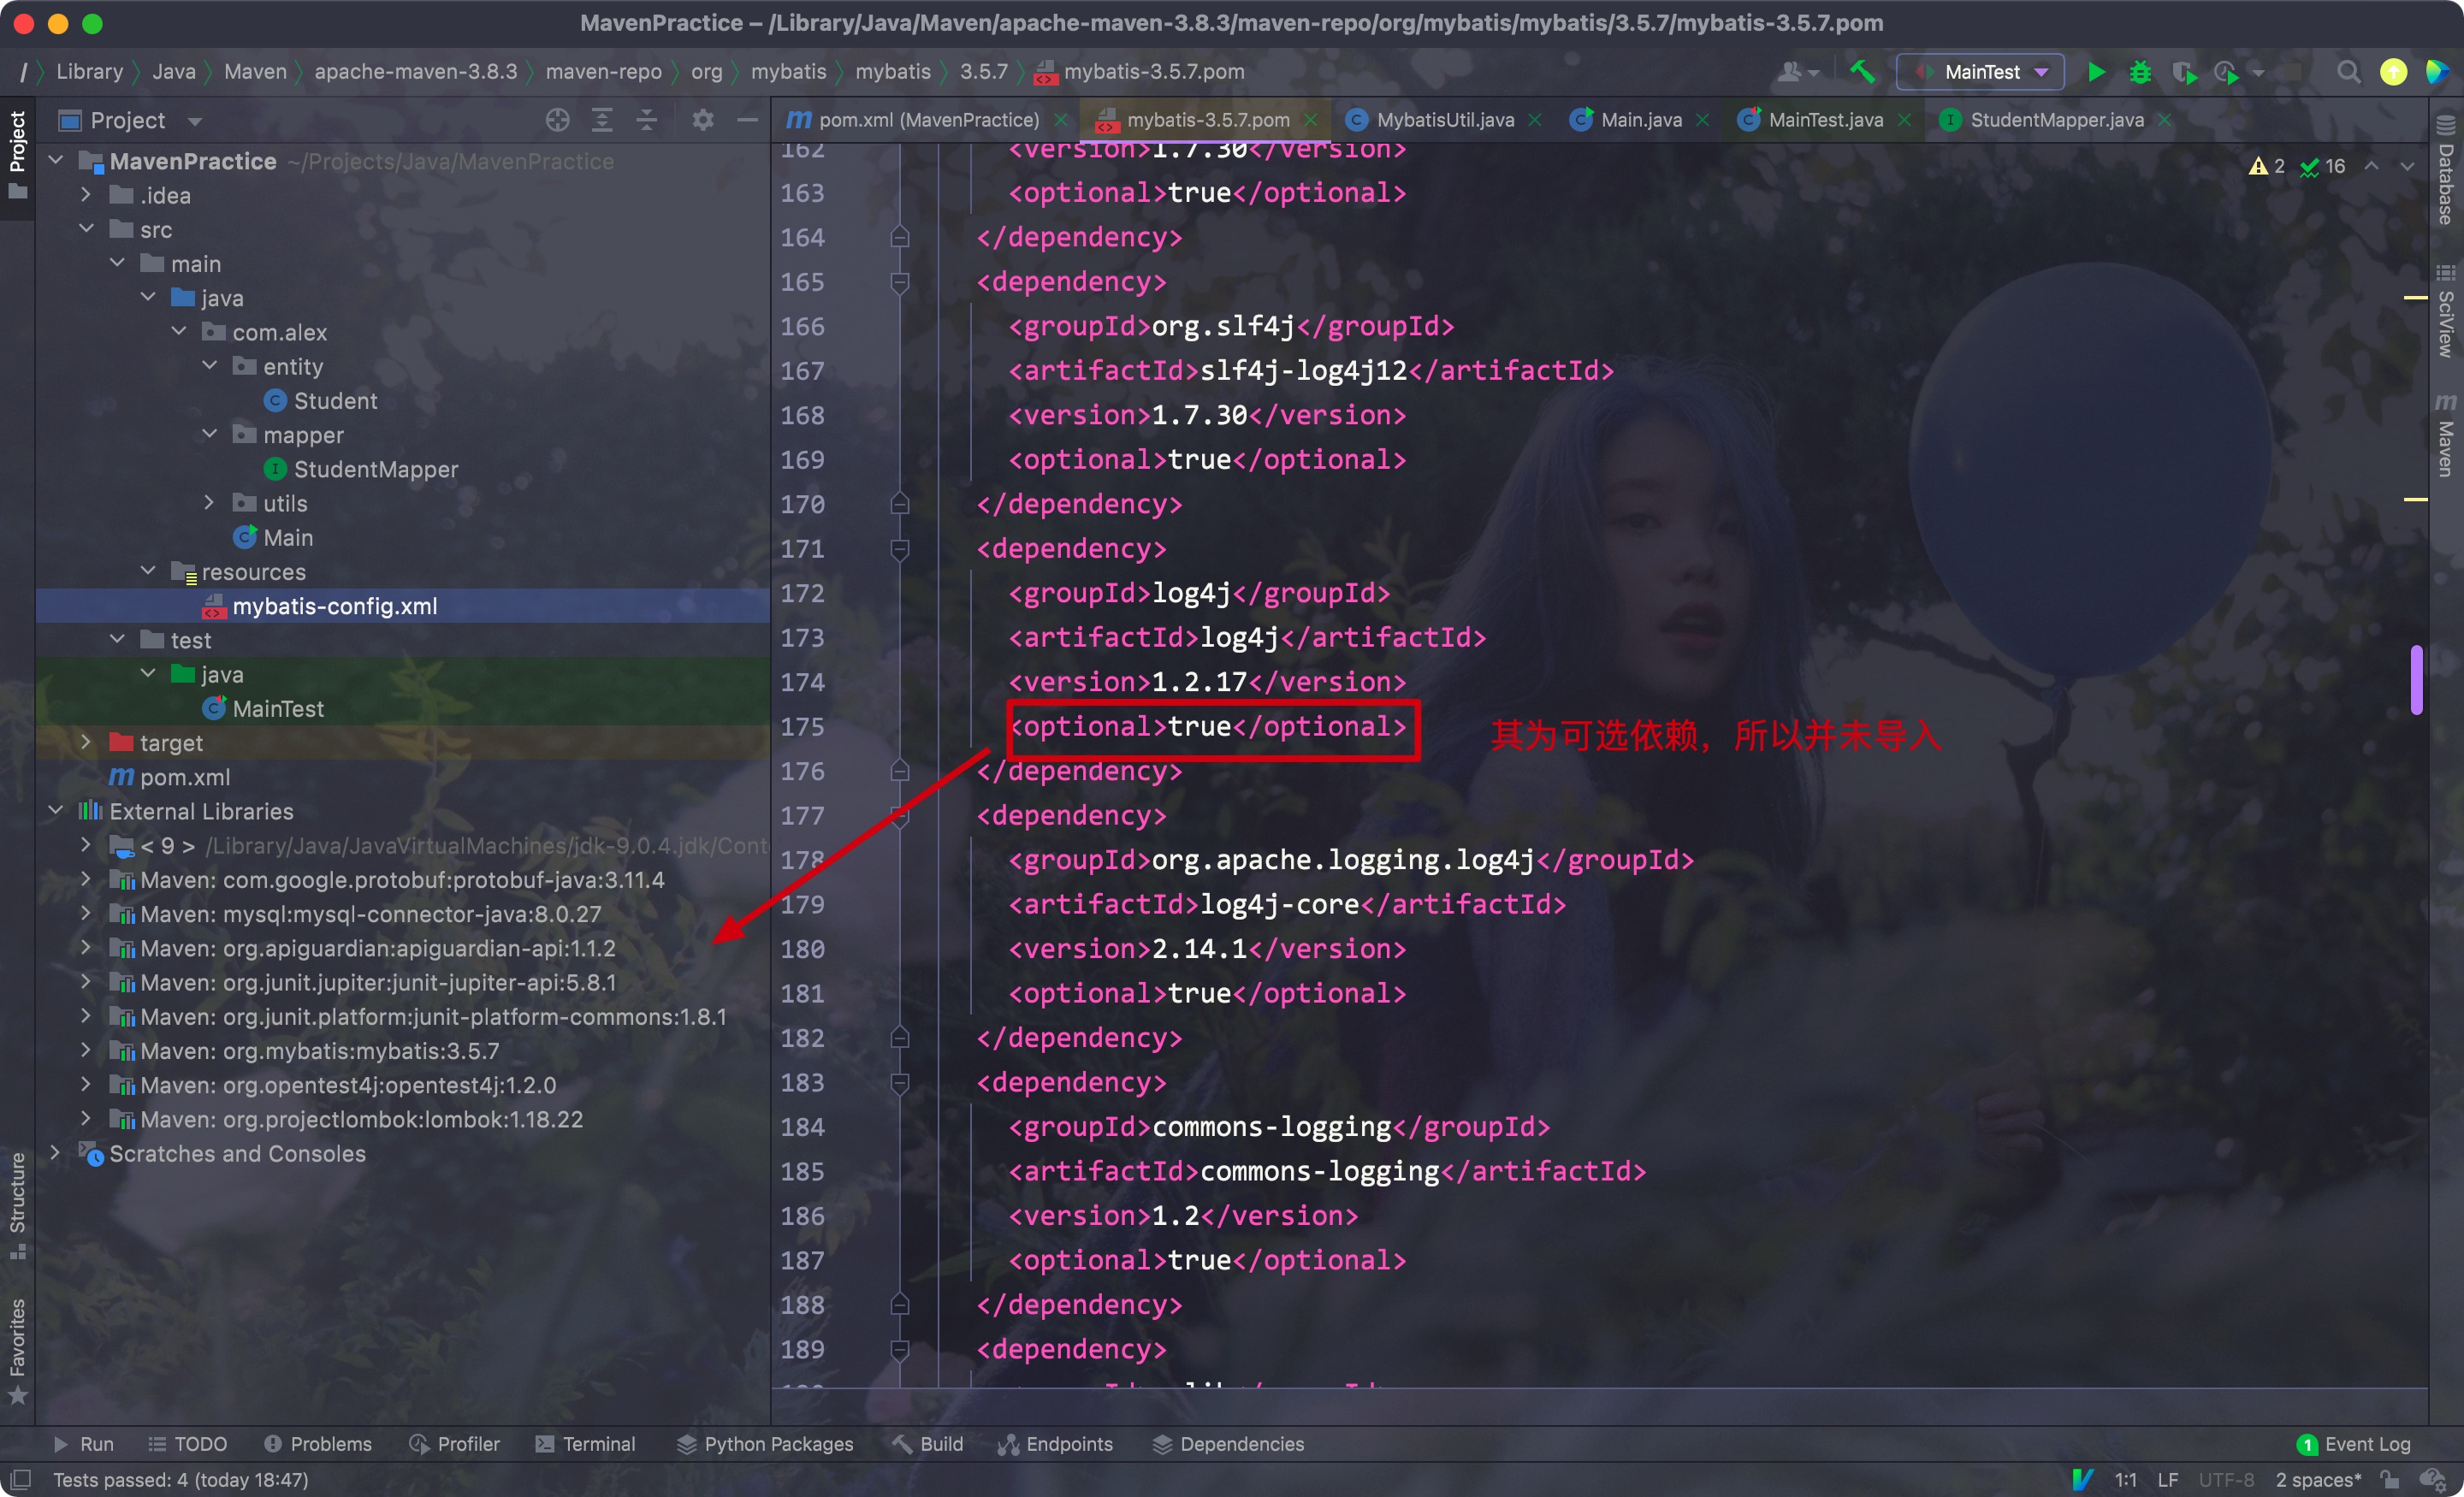 MavenPractice – /Library/Java/Maven/apache-maven-3.8.3/maven-repo/org/mybatis/mybatis/3.5.7/mybatis-3.5.7.pom
/ Library Java Maven apache-maven-3.8.3 maven-repo org mybatis mybatis 3.5.7 mybatis-3.5.7.pom
MainTest
Project
pom.xml (MavenPractice)
mybatis-3.5.7.pom
MybatisUtil.java
Main.java
MainTest.java
StudentMapper.java
Project
Structure
Favorites
MavenPractice ~/Projects/Java/MavenPractice
.idea
src
main
java
com.alex
entity
Student
mapper
StudentMapper
utils
Main
resources
mybatis-config.xml
test
java
MainTest
target
pom.xml
External Libraries
< 9 > /Library/Java/JavaVirtualMachines/jdk-9.0.4.jdk/Cont
Maven: com.google.protobuf:protobuf-java:3.11.4
Maven: mysql:mysql-connector-java:8.0.27
Maven: org.apiguardian:apiguardian-api:1.1.2
Maven: org.junit.jupiter:junit-jupiter-api:5.8.1
Maven: org.junit.platform:junit-platform-commons:1.8.1
Maven: org.mybatis:mybatis:3.5.7
Maven: org.opentest4j:opentest4j:1.2.0
Maven: org.projectlombok:lombok:1.18.22
Scratches and Consoles
162 <version>1.7.30</version>
163 <optional>true</optional>
164 </dependency>
165 <dependency>
166 <groupId>org.slf4j</groupId>
167 <artifactId>slf4j-log4j12</artifactId>
168 <version>1.7.30</version>
169 <optional>true</optional>
170 </dependency>
171 <dependency>
172 <groupId>log4j</groupId>
173 <artifactId>log4j</artifactId>
174 <version>1.2.17</version>
175 <optional>true</optional> 其为可选依赖，所以并未导入
176 </dependency>
177 <dependency>
178 <groupId>org.apache.logging.log4j</groupId>
179 <artifactId>log4j-core</artifactId>
180 <version>2.14.1</version>
181 <optional>true</optional>
182 </dependency>
183 <dependency>
184 <groupId>commons-logging</groupId>
185 <artifactId>commons-logging</artifactId>
186 <version>1.2</version>
187 <optional>true</optional>
188 </dependency>
189 <dependency>
2 16
Database
SciView
Maven
Run TODO Problems Profiler Terminal Python Packages Build Endpoints Dependencies 1 Event Log
Tests passed: 4 (today 18:47) 1:1 LF UTF-8 2 spaces*